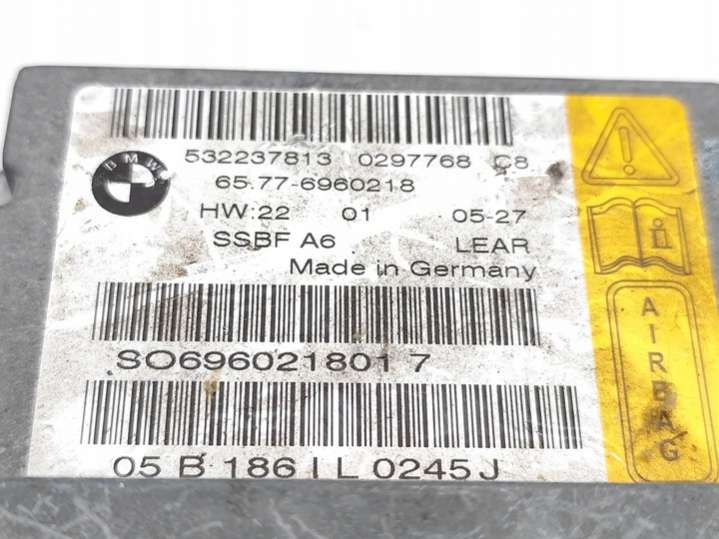 BMW
532237813 0297768 C8
65.77-6960218
HW:22 01 05-27
SSBF A6 LEAR
Made in Germany
SO696021801 7
05 B 186 I L 0245 J
AIRBAG